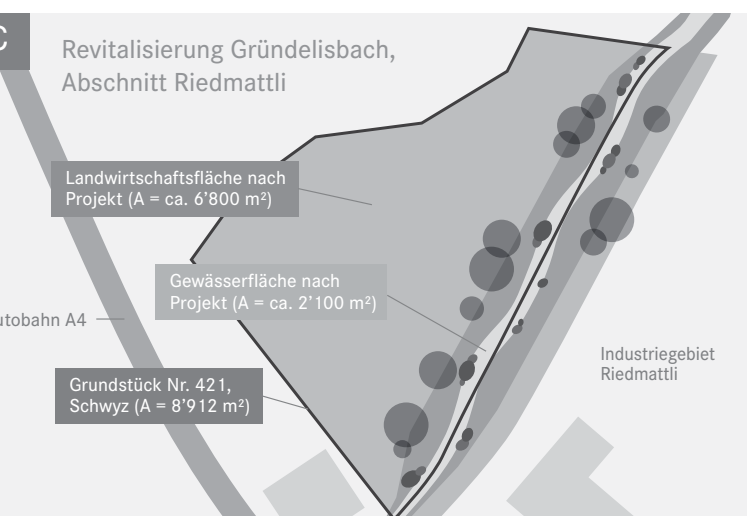 C
Revitalisierung Gründelisbach,
Abschnitt Riedmattli
Landwirtschaftsfläche nach
Projekt (A = ca. 6’800 m²)
Gewässerfläche nach
Projekt (A = ca. 2’100 m²)
utobahn A4
Industriegebiet
Riedmattli
Grundstück Nr. 421,
Schwyz (A = 8’912 m²)